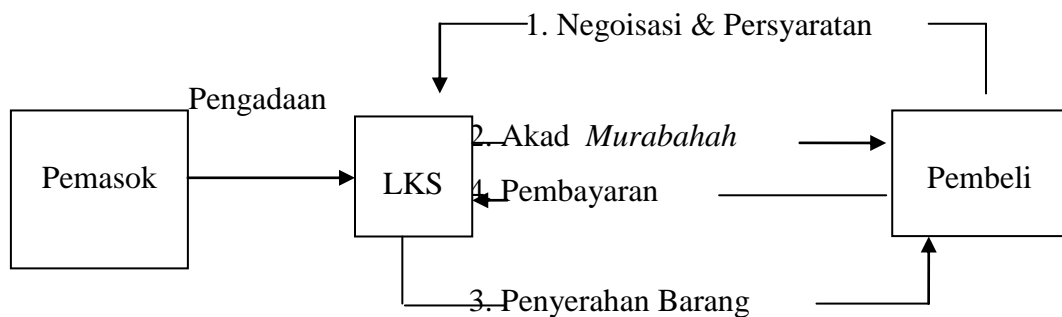 1. Negoisasi & Persyaratan
Pengadaan
2. Akad Murabahah
Pemasok
LKS
4. Pembayaran
Pembeli
3. Penyerahan Barang